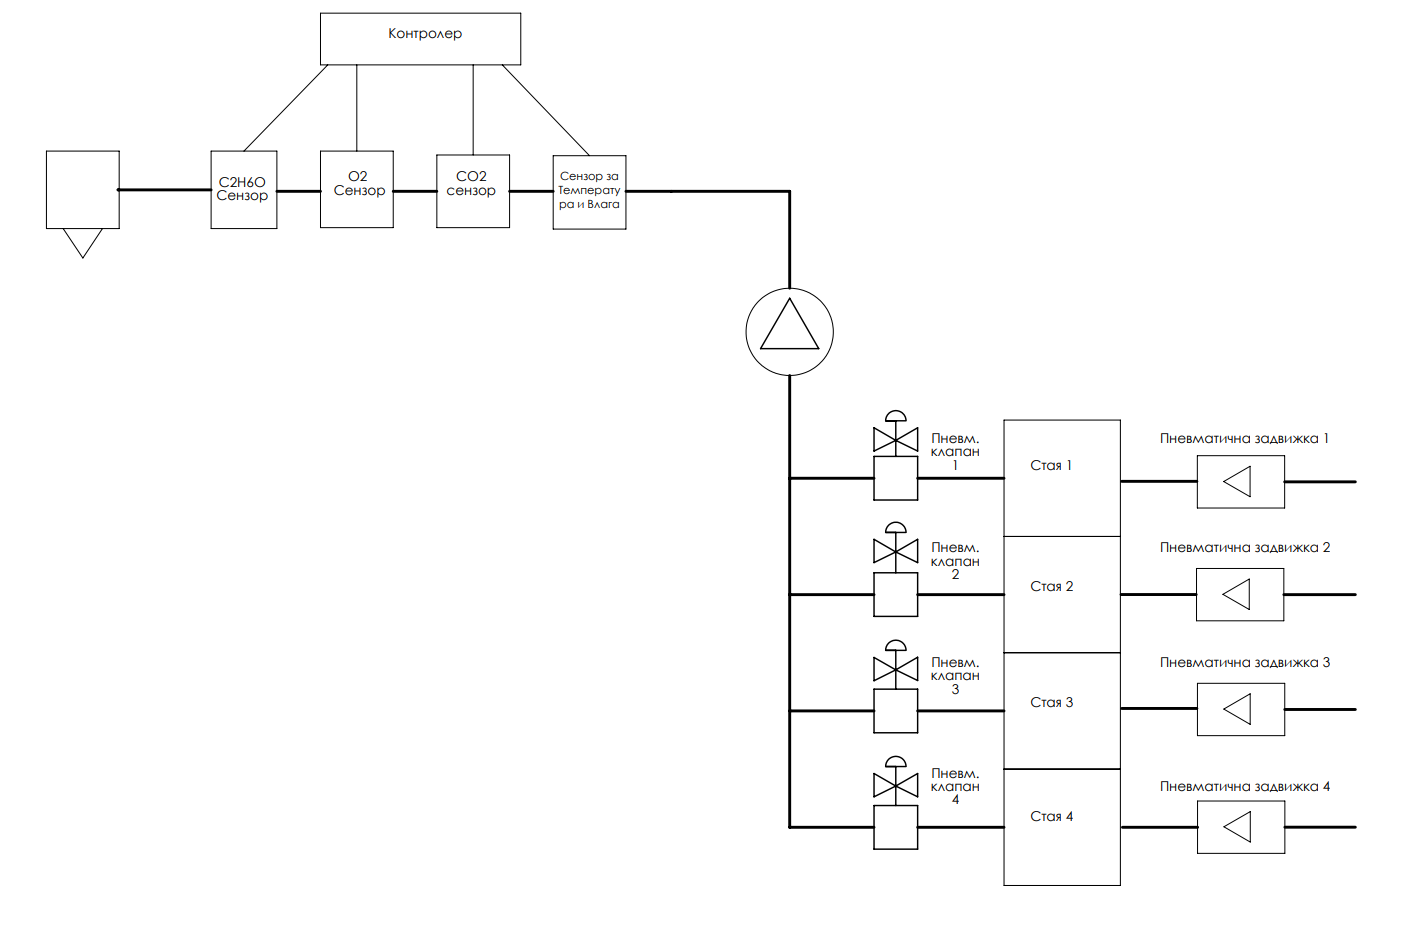 Контролер
C2H6O
Сензор
O2
Сензор
CO2
сензор
Сензор за
Температу
ра и Влага
Пневм.
клапан
1
Стая 1
Пневматична задвижка 1
Пневм.
клапан
2
Стая 2
Пневматична задвижка 2
Пневм.
клапан
3
Стая 3
Пневматична задвижка 3
Пневм.
клапан
4
Стая 4
Пневматична задвижка 4